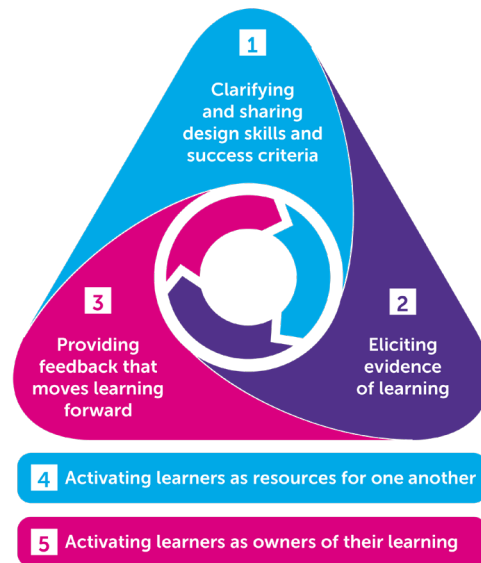 1
Clarifying
and sharing
design skills and
success criteria
2
Eliciting
evidence
of learning
3
Providing
feedback that
moves learning
forward
4 Activating learners as resources for one another
5 Activating learners as owners of their learning